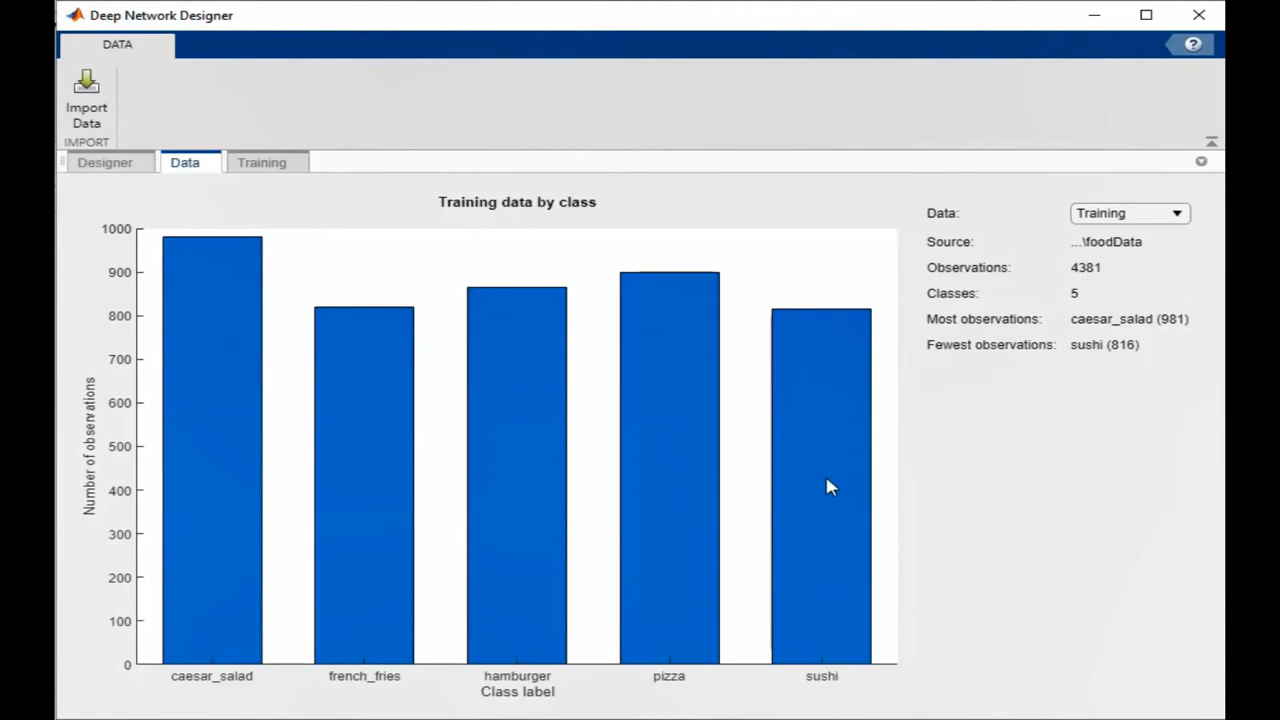 Deep Network Designer
DATA
?
Import
Data
IMPORT
Designer
Data
Training
Training data by class
1000
900
800
700
600
500
400
300
200
100
0
Number of observations
caesar_salad
french_fries
hamburger
pizza
sushi
Class label
Data: Training
Source: ...\foodData
Observations: 4381
Classes: 5
Most observations: caesar_salad (981)
Fewest observations: sushi (816)